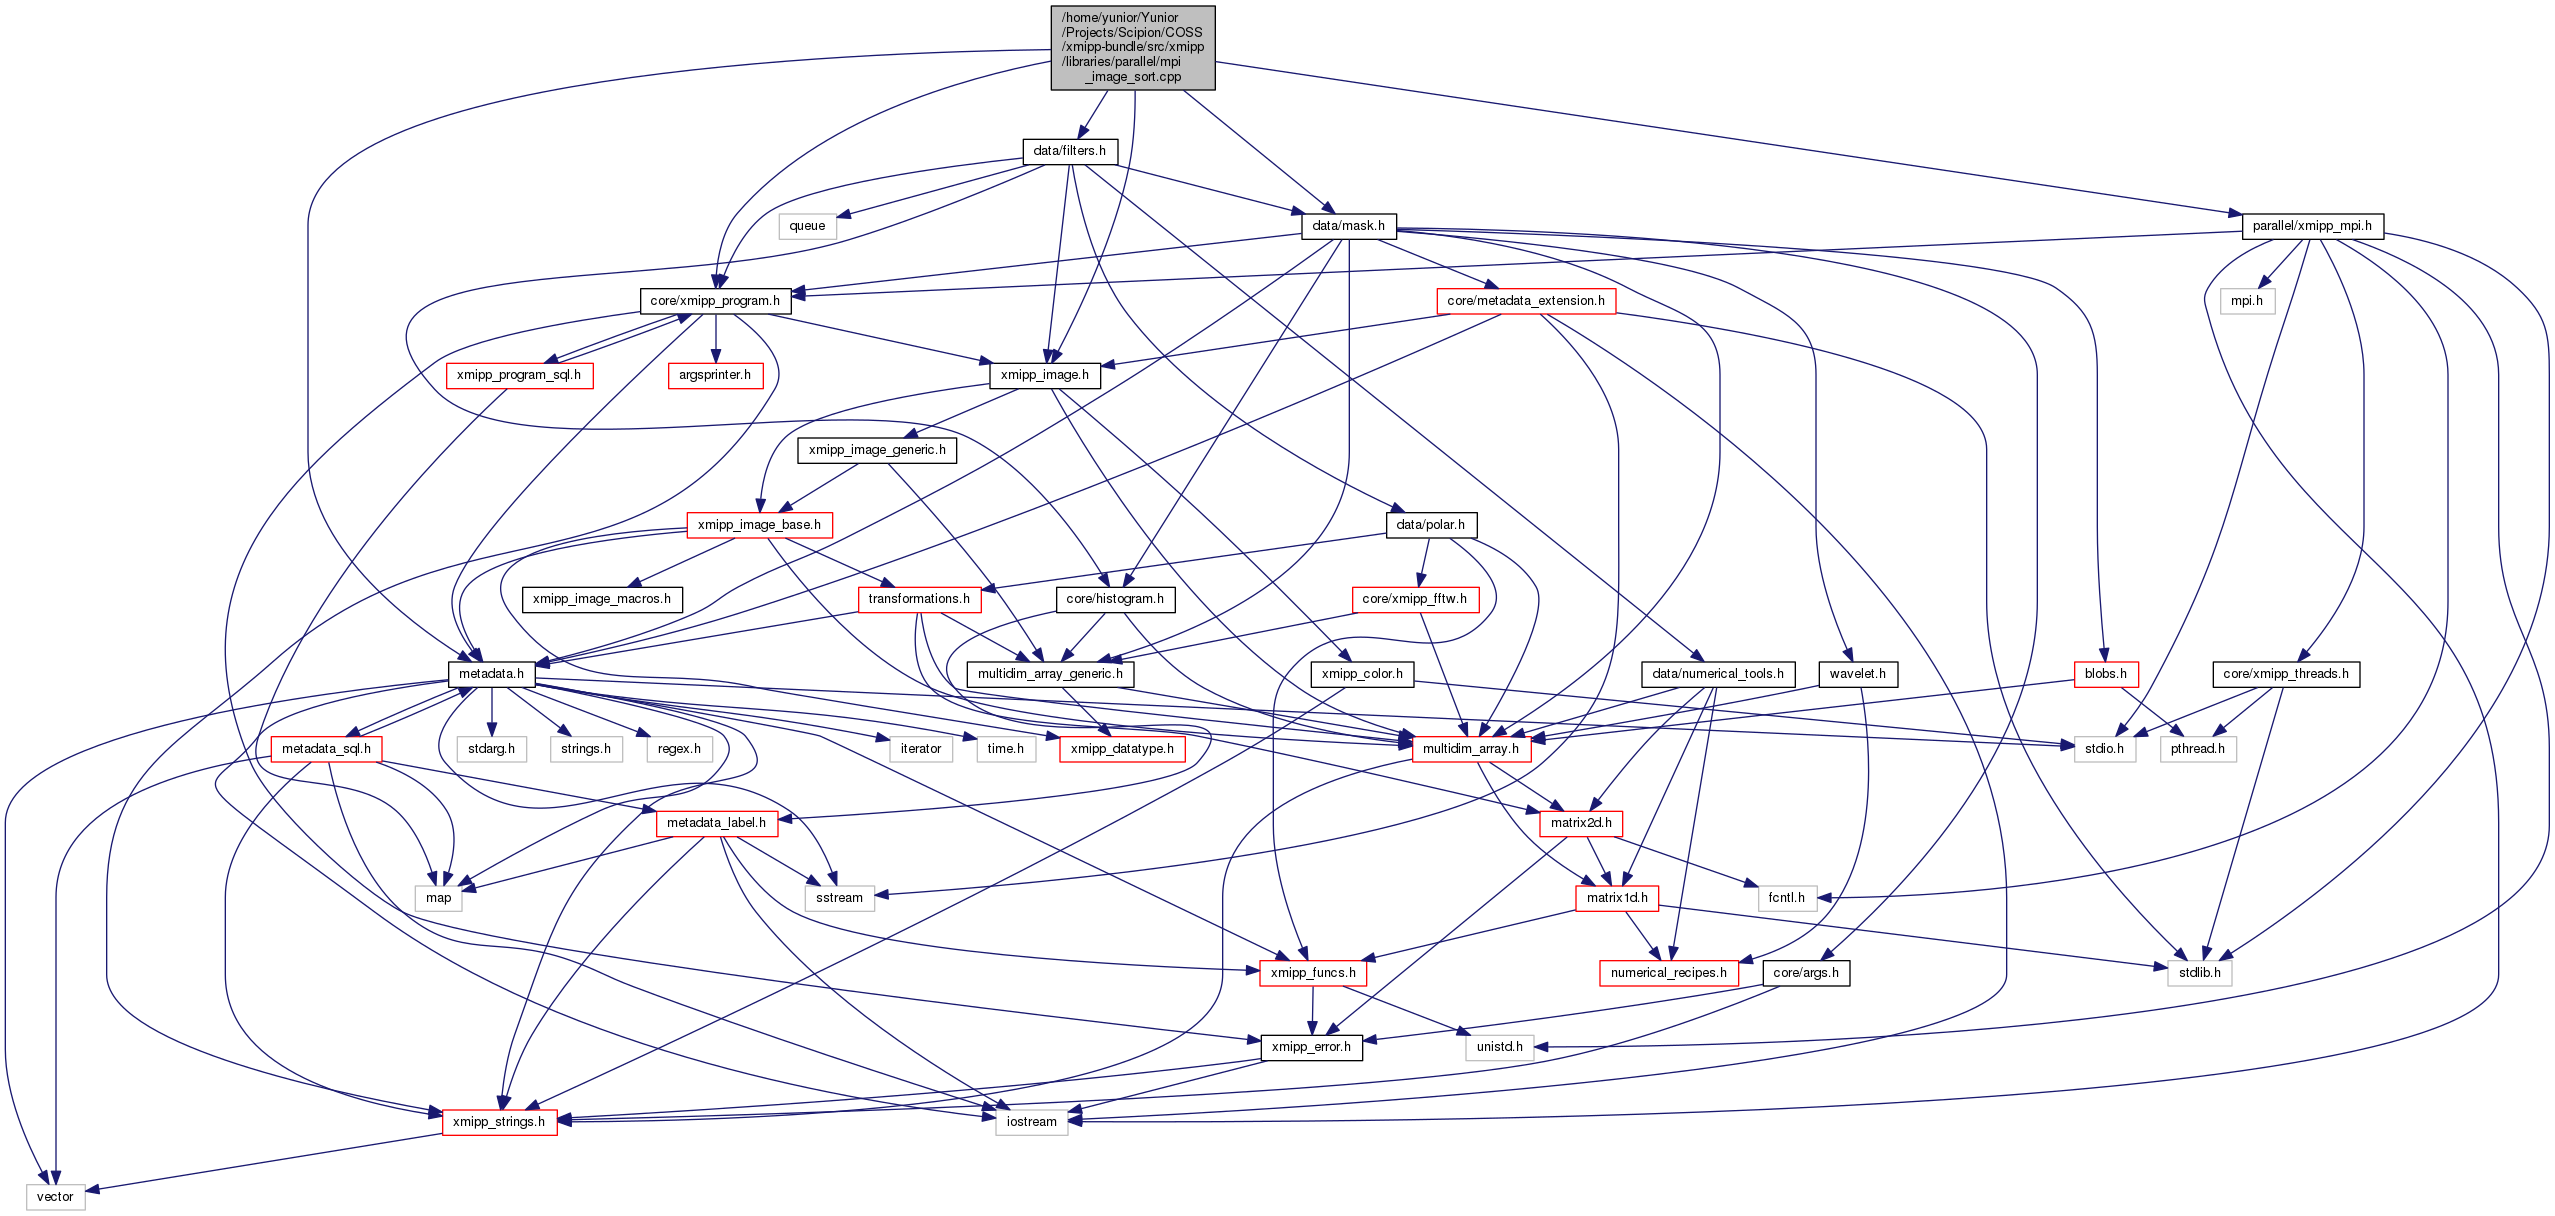 /home/yunior/Yunior
/Projects/Scipion/COSS
/xmipp-bundle/src/xmipp
/libraries/parallel/mpi
_image_sort.cpp
data/filters.h
queue
data/mask.h
parallel/xmipp_mpi.h
core/xmipp_program.h
core/metadata_extension.h
mpi.h
xmipp_program_sql.h
argsprinter.h
xmipp_image.h
xmipp_image_generic.h
xmipp_image_base.h
data/polar.h
xmipp_image_macros.h
transformations.h
core/histogram.h
core/xmipp_fftw.h
metadata.h
multidim_array_generic.h
xmipp_color.h
data/numerical_tools.h
wavelet.h
blobs.h
core/xmipp_threads.h
metadata_sql.h
stdarg.h
strings.h
regex.h
iterator
time.h
xmipp_datatype.h
multidim_array.h
stdio.h
pthread.h
metadata_label.h
matrix2d.h
map
sstream
matrix1d.h
fcntl.h
xmipp_funcs.h
numerical_recipes.h
core/args.h
stdlib.h
xmipp_error.h
unistd.h
xmipp_strings.h
iostream
vector